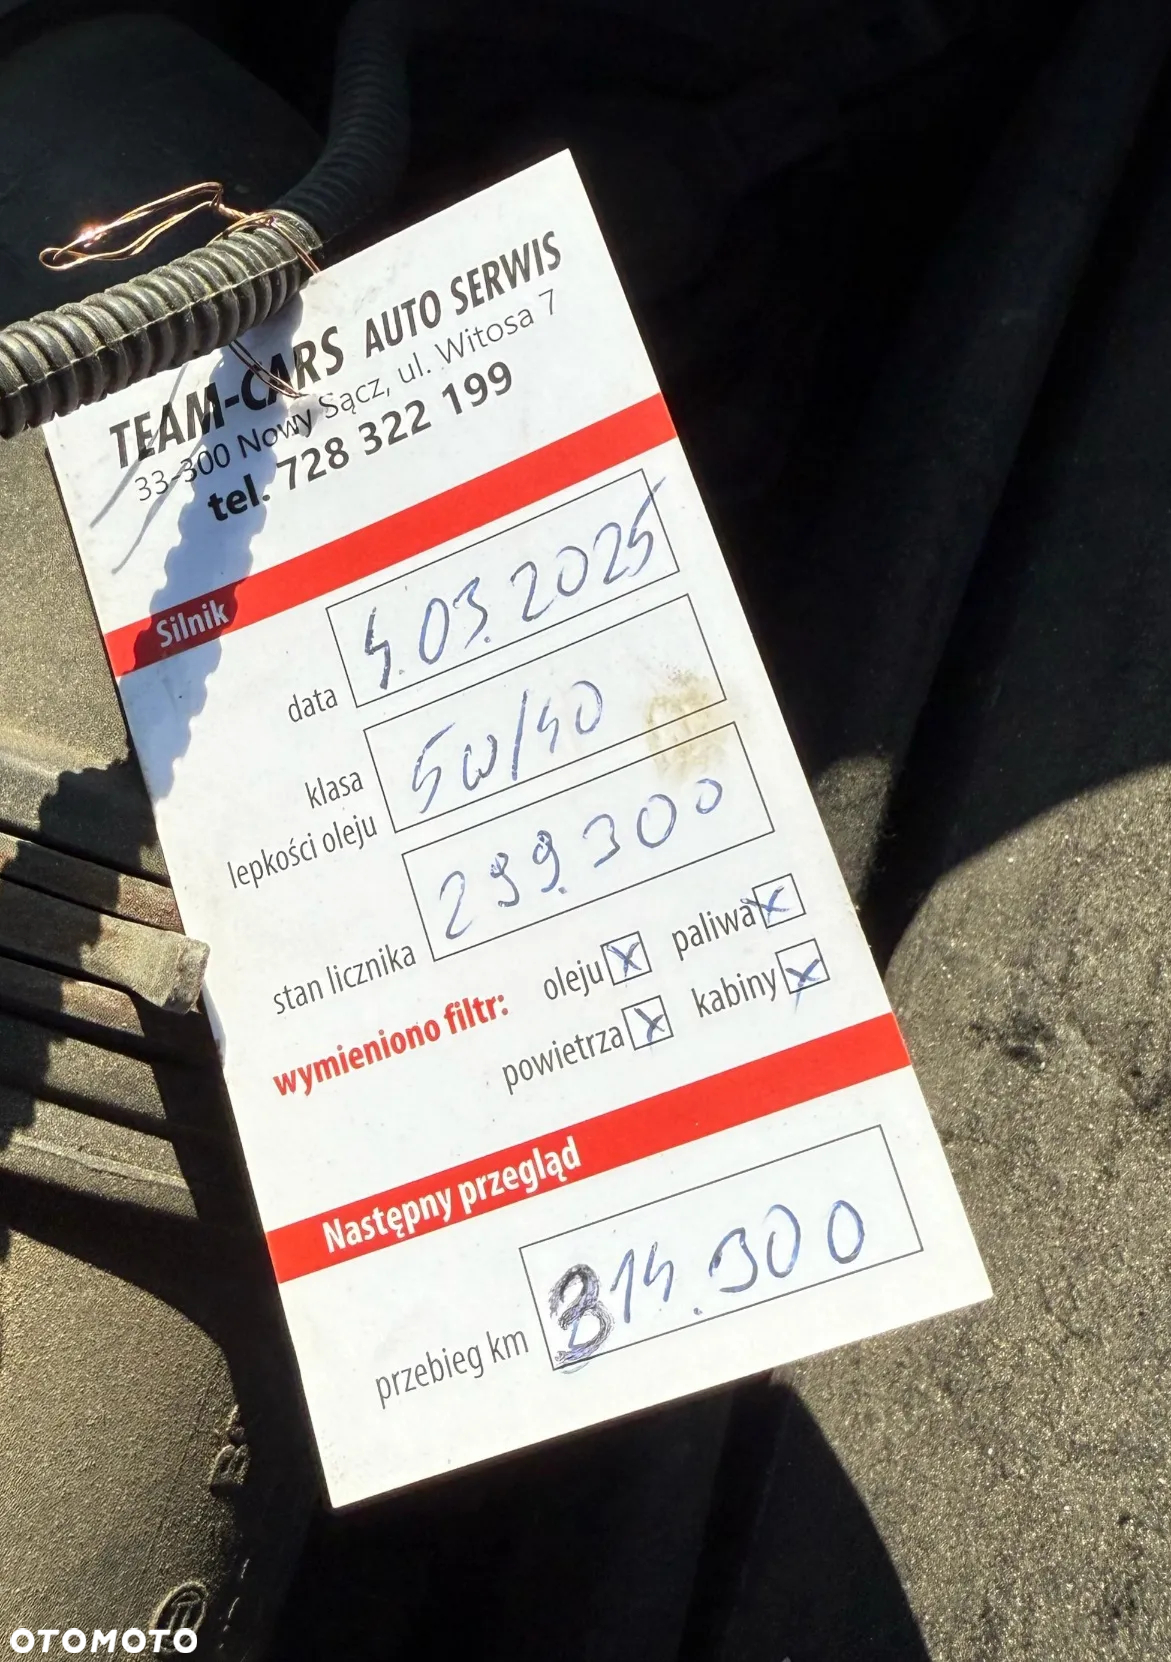 TEAM-CARS AUTO SERWIS
33-300 Nowy Sącz, ul. Witosa 7
tel. 728 322 199
Silnik
data 4.03.2025
klasa lepkości oleju 5W/40
stan licznika 299.300
wymieniono filtr: oleju x paliwa x
powietrza x kabiny x
Następny przegląd
przebieg km 314.300
OTOMOTO